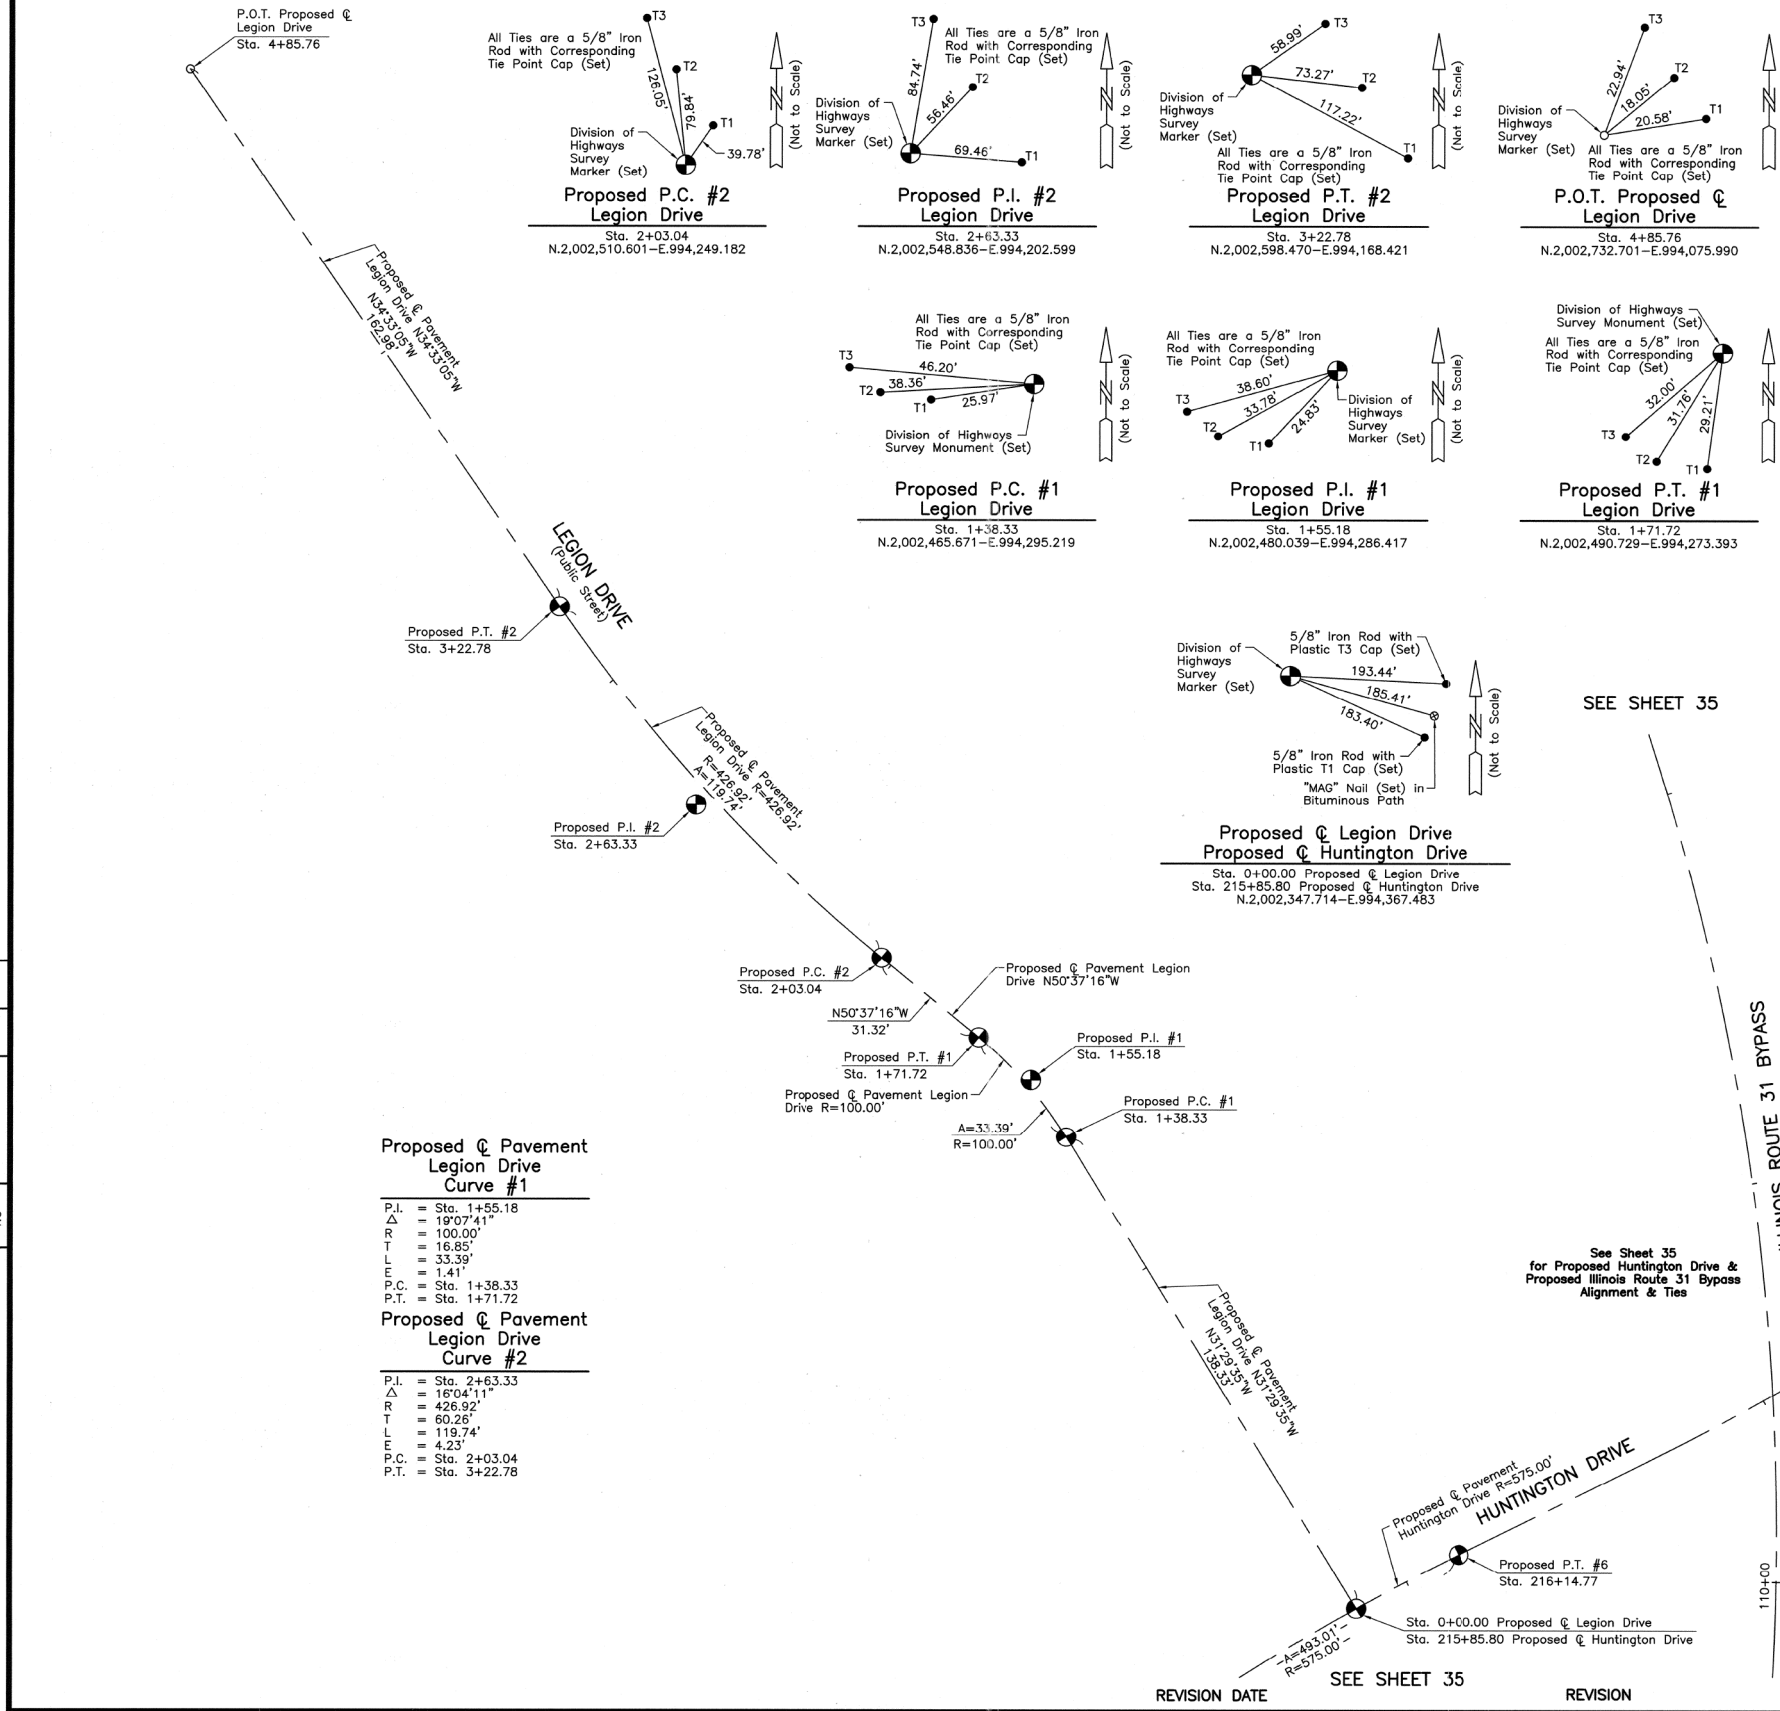 P.O.T. Proposed ℄
Legion Drive
Sta. 4+85.76
T3
All Ties are a 5/8" Iron
Rod with Corresponding
Tie Point Cap (Set)
T2
126.05'
79.84'
T1
39.78'
Division of
Highways
Survey
Marker (Set)
N
(Not to Scale)
Proposed P.C. #2
Legion Drive
Sta. 2+03.04
N.2,002,510.601-E.994,249.182
T3
All Ties are a 5/8" Iron
Rod with Corresponding
Tie Point Cap (Set)
T2
84.74'
56.46'
69.46'
T1
Division of
Highways
Survey
Marker (Set)
N
(Not to Scale)
Proposed P.I. #2
Legion Drive
Sta. 2+63.33
N.2,002,548.836-E.994,202.599
T3
58.99'
73.27'
T2
117.22'
T1
Division of
Highways
Survey
Marker (Set)
All Ties are a 5/8" Iron
Rod with Corresponding
Tie Point Cap (Set)
N
(Not to Scale)
Proposed P.T. #2
Legion Drive
Sta. 3+22.78
N.2,002,598.470-E.994,168.421
T3
22.94'
T2
18.05'
20.58'
T1
Division of
Highways
Survey
Marker (Set)
All Ties are a 5/8" Iron
Rod with Corresponding
Tie Point Cap (Set)
N
P.O.T. Proposed ℄
Legion Drive
Sta. 4+85.76
N.2,002,732.701-E.994,075.990
Proposed ℄ Pavement
Legion Drive N34°33'05"W
N34°33'05"W
162.98'
All Ties are a 5/8" Iron
Rod with Corresponding
Tie Point Cap (Set)
T3
46.20'
T2
38.36'
T1
25.97'
Division of Highways
Survey Monument (Set)
N
(Not to Scale)
Proposed P.C. #1
Legion Drive
Sta. 1+38.33
N.2,002,465.671-E.994,295.219
All Ties are a 5/8" Iron
Rod with Corresponding
Tie Point Cap (Set)
38.60'
T3
33.78'
T2
24.83'
T1
Division of
Highways
Survey
Marker (Set)
N
(Not to Scale)
Proposed P.I. #1
Legion Drive
Sta. 1+55.18
N.2,002,480.039-E.994,286.417
Division of Highways
Survey Monument (Set)
All Ties are a 5/8" Iron
Rod with Corresponding
Tie Point Cap (Set)
32.00'
T3
31.76'
T2
29.21'
T1
N
Proposed P.T. #1
Legion Drive
Sta. 1+71.72
N.2,002,490.729-E.994,273.393
LEGION DRIVE
(Public Street)
Proposed P.T. #2
Sta. 3+22.78
Proposed ℄ Pavement
Legion Drive R=426.92'
R=426.92'
A=119.74'
Proposed P.I. #2
Sta. 2+63.33
Division of
Highways
Survey
Marker (Set)
5/8" Iron Rod with
Plastic T3 Cap (Set)
193.44'
185.41'
183.40'
5/8" Iron Rod with
Plastic T1 Cap (Set)
"MAG" Nail (Set) in
Bituminous Path
N
(Not to Scale)
Proposed ℄ Legion Drive
Proposed ℄ Huntington Drive
Sta. 0+00.00 Proposed ℄ Legion Drive
Sta. 215+85.80 Proposed ℄ Huntington Drive
N.2,002,347.714-E.994,367.483
SEE SHEET 35
Proposed P.C. #2
Sta. 2+03.04
Proposed ℄ Pavement Legion
Drive N50°37'16"W
N50°37'16"W
31.32'
Proposed P.T. #1
Sta. 1+71.72
Proposed P.I. #1
Sta. 1+55.18
Proposed ℄ Pavement Legion
Drive R=100.00'
Proposed P.C. #1
Sta. 1+38.33
A=33.39'
R=100.00'
ILLINOIS ROUTE 31 BYPASS
Proposed ℄ Pavement
Legion Drive
Curve #1
P.I. = Sta. 1+55.18
△ = 19°07'41"
R = 100.00'
T = 16.85'
L = 33.39'
E = 1.41'
P.C. = Sta. 1+38.33
P.T. = Sta. 1+71.72
Proposed ℄ Pavement
Legion Drive
Curve #2
P.I. = Sta. 2+63.33
△ = 16°04'11"
R = 426.92'
T = 60.26'
L = 119.74'
E = 4.23'
P.C. = Sta. 2+03.04
P.T. = Sta. 3+22.78
See Sheet 35
for Proposed Huntington Drive &
Proposed Illinois Route 31 Bypass
Alignment & Ties
Proposed ℄ Pavement
Legion Drive N31°29'35"W
N31°29'35"W
138.33'
Proposed ℄ Pavement
Huntington Drive R=575.00'
HUNTINGTON DRIVE
Proposed P.T. #6
Sta. 216+14.77
110+00
Sta. 0+00.00 Proposed ℄ Legion Drive
Sta. 215+85.80 Proposed ℄ Huntington Drive
A=493.01'
R=575.00'
SEE SHEET 35
REVISION DATE
REVISION